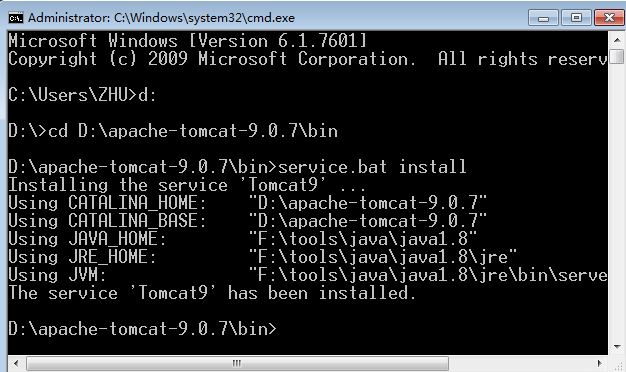 Administrator: C:\Windows\system32\cmd.exe
Microsoft Windows [Version 6.1.7601]
Copyright (c) 2009 Microsoft Corporation.  All rights reserv
C:\Users\ZHU>d:
D:\>cd D:\apache-tomcat-9.0.7\bin
D:\apache-tomcat-9.0.7\bin>service.bat install
Installing the service 'Tomcat9' ...
Using CATALINA_HOME:    "D:\apache-tomcat-9.0.7"
Using CATALINA_BASE:    "D:\apache-tomcat-9.0.7"
Using JAVA_HOME:        "F:\tools\java\java1.8"
Using JRE_HOME:         "F:\tools\java\java1.8\jre"
Using JVM:              "F:\tools\java\java1.8\jre\bin\serve
The service 'Tomcat9' has been installed.
D:\apache-tomcat-9.0.7\bin>